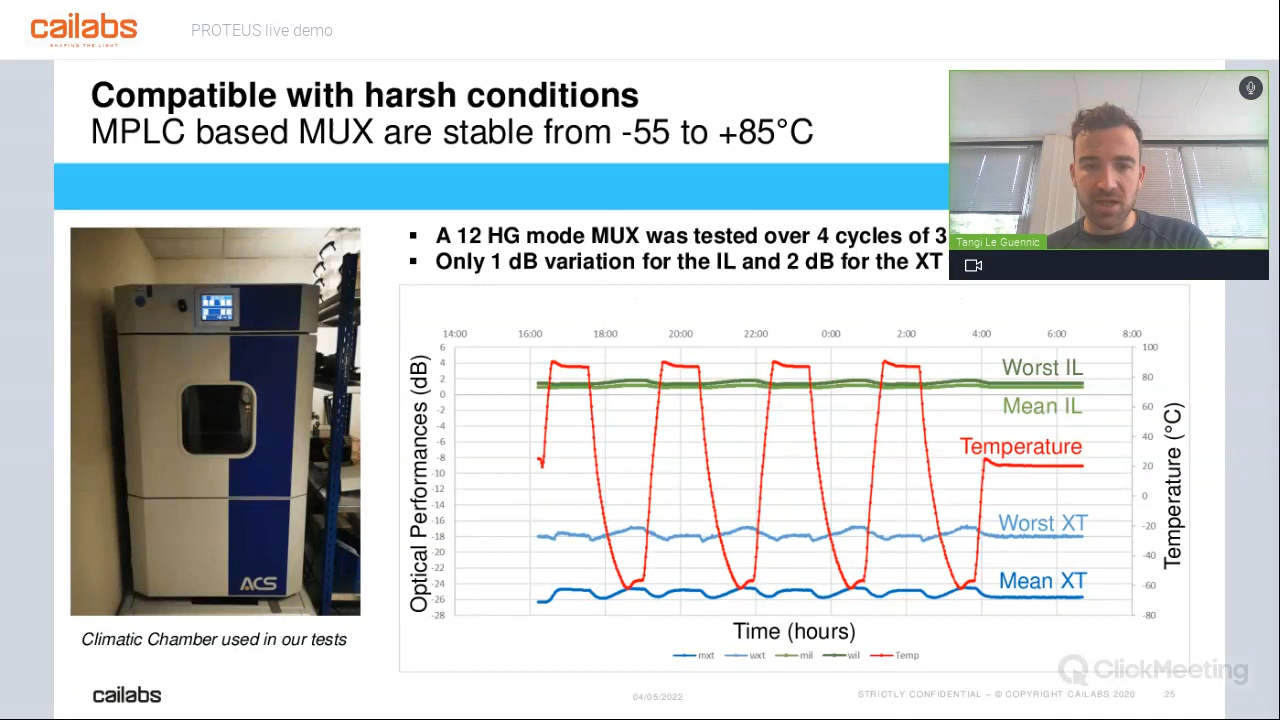 cailabs
SHAPING THE LIGHT
PROTEUS live demo
Compatible with harsh conditions
MPLC based MUX are stable from -55 to +85°C
Tangi Le Guennic
▪ A 12 HG mode MUX was tested over 4 cycles of 3
▪ Only 1 dB variation for the IL and 2 dB for the XT
14:00 16:00 18:00 20:00 22:00 0:00 2:00 4:00 6:00 8:00
6
4
2
0
-2
-4
-6
-8
-10
-12
-14
-16
-18
-20
-22
-24
-26
-28
Optical Performances (dB)
Worst IL
Mean IL
Temperature
Worst XT
Mean XT
100
80
60
40
20
0
-20
-40
-60
-80
Temperature (°C)
Time (hours)
mxt wxt mil wil Temp
ACS
Climatic Chamber used in our tests
ClickMeeting
cailabs
04/05/2022
STRICTLY CONFIDENTIAL – © COPYRIGHT CAILABS 2020 25